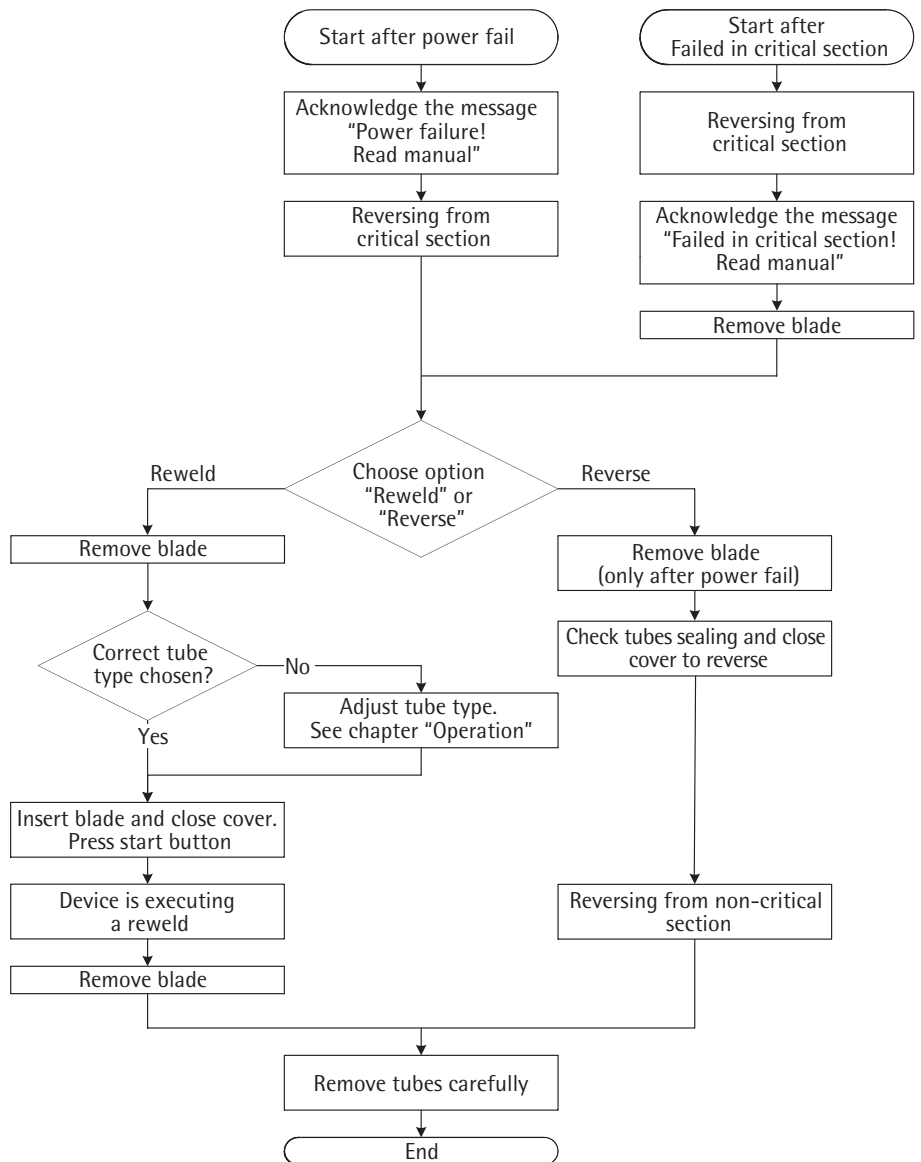 Start after power fail
Start after
Failed in critical section
Acknowledge the message
“Power failure!
Read manual”
Reversing from
critical section
Reversing from
critical section
Acknowledge the message
“Failed in critical section!
Read manual”
Remove blade
Choose option
“Reweld” or
“Reverse”
Reweld
Reverse
Remove blade
Remove blade
(only after power fail)
Correct tube
type chosen?
No
Yes
Adjust tube type.
See chapter “Operation”
Check tubes sealing and close
cover to reverse
Insert blade and close cover.
Press start button
Device is executing
a reweld
Remove blade
Reversing from non-critical
section
Remove tubes carefully
End